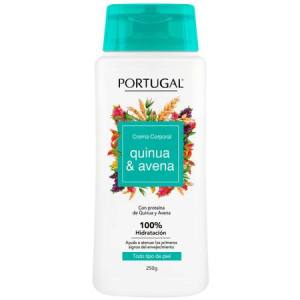 PORTUGAL
Crema Corporal
quinua
& avena
Con proteína
de Quinua y Avena
100%
Hidratación
Ayuda a atenuar los primeros
signos del envejecimiento
Todo tipo de piel
250g